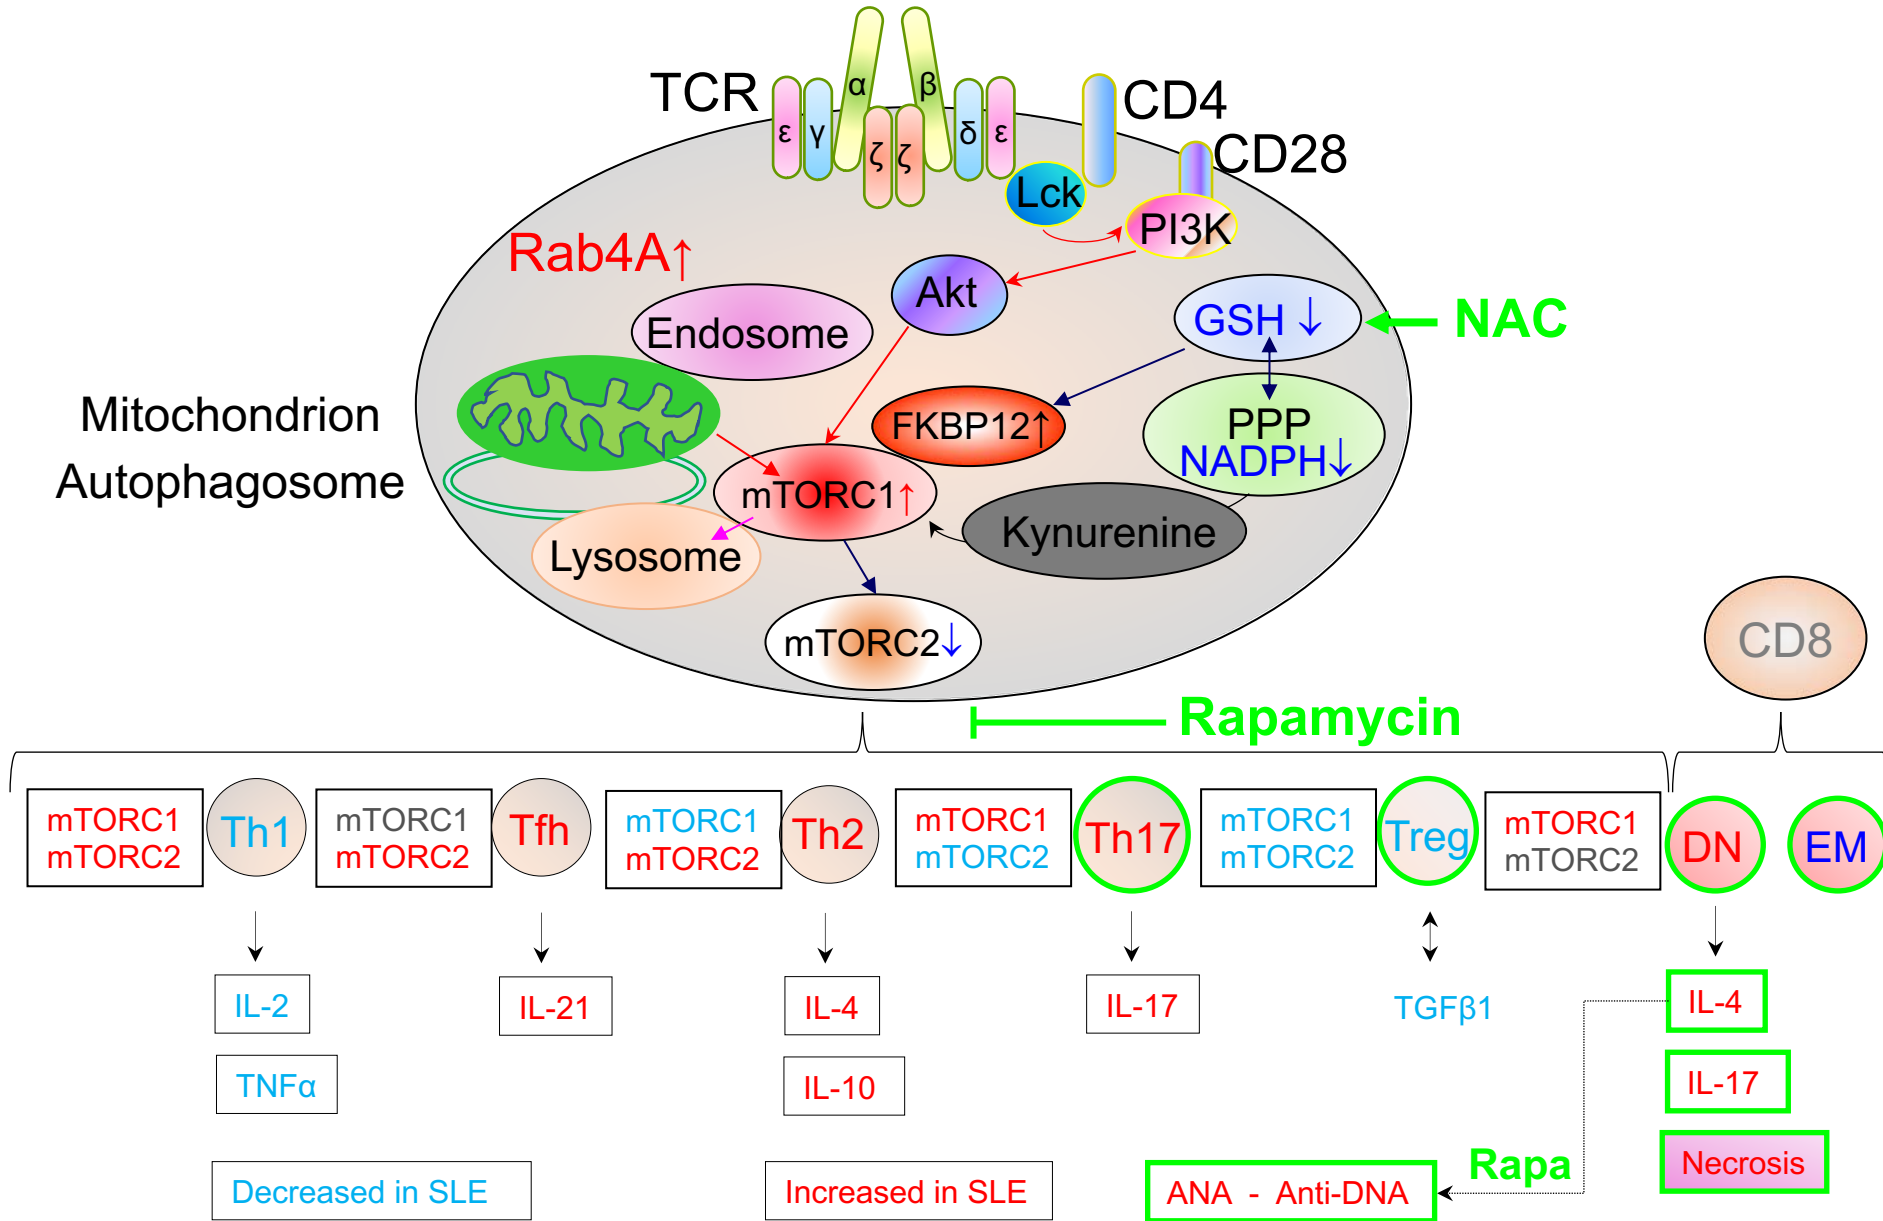 TCR
α
β
ε
γ
ζ
ζ
δ
ε
CD4
CD28
Lck
PI3K
Rab4A↑
Akt
Endosome
GSH ↓
NAC
Mitochondrion
FKBP12↑
PPP
NADPH↓
Autophagosome
mTORC1↑
Kynurenine
Lysosome
mTORC2↓
CD8
Rapamycin
mTORC1
mTORC2
Th1
mTORC1
mTORC2
Tfh
mTORC1
mTORC2
Th2
mTORC1
mTORC2
Th17
mTORC1
mTORC2
Treg
mTORC1
mTORC2
DN
EM
IL-2
IL-21
IL-4
IL-17
TGFβ1
IL-4
TNFα
IL-10
IL-17
Rapa
Necrosis
Decreased in SLE
Increased in SLE
ANA - Anti-DNA